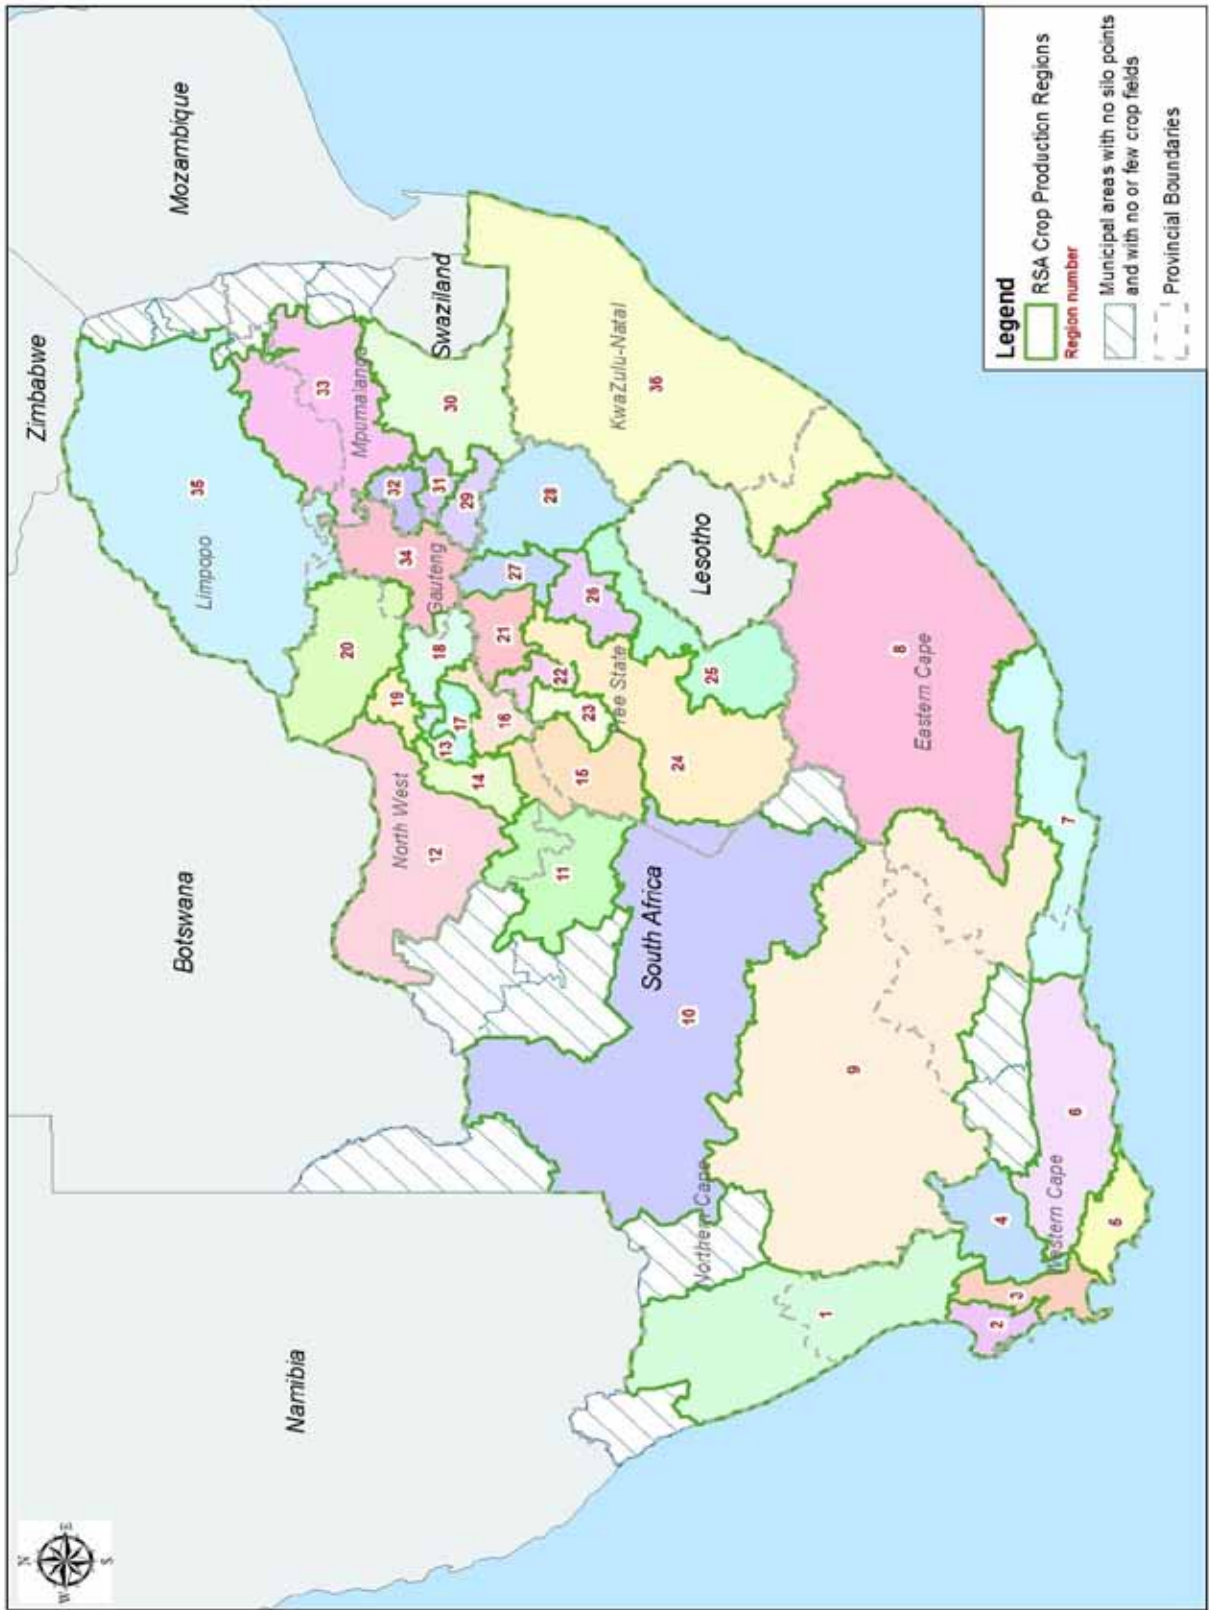 N
W
E
S
Namibia
Botswana
Zimbabwe
Mozambique
Swaziland
Lesotho
South Africa
Limpopo
Mpumalanga
Gauteng
North West
Free State
KwaZulu-Natal
Eastern Cape
Northern Cape
Western Cape
1
2
3
4
5
6
7
8
9
10
11
12
13
14
15
16
17
18
19
20
21
22
23
24
25
26
27
28
29
30
31
32
33
34
35
36
Legend
RSA Crop Production Regions
Region number
Municipal areas with no silo points
and with no or few crop fields
Provincial Boundaries